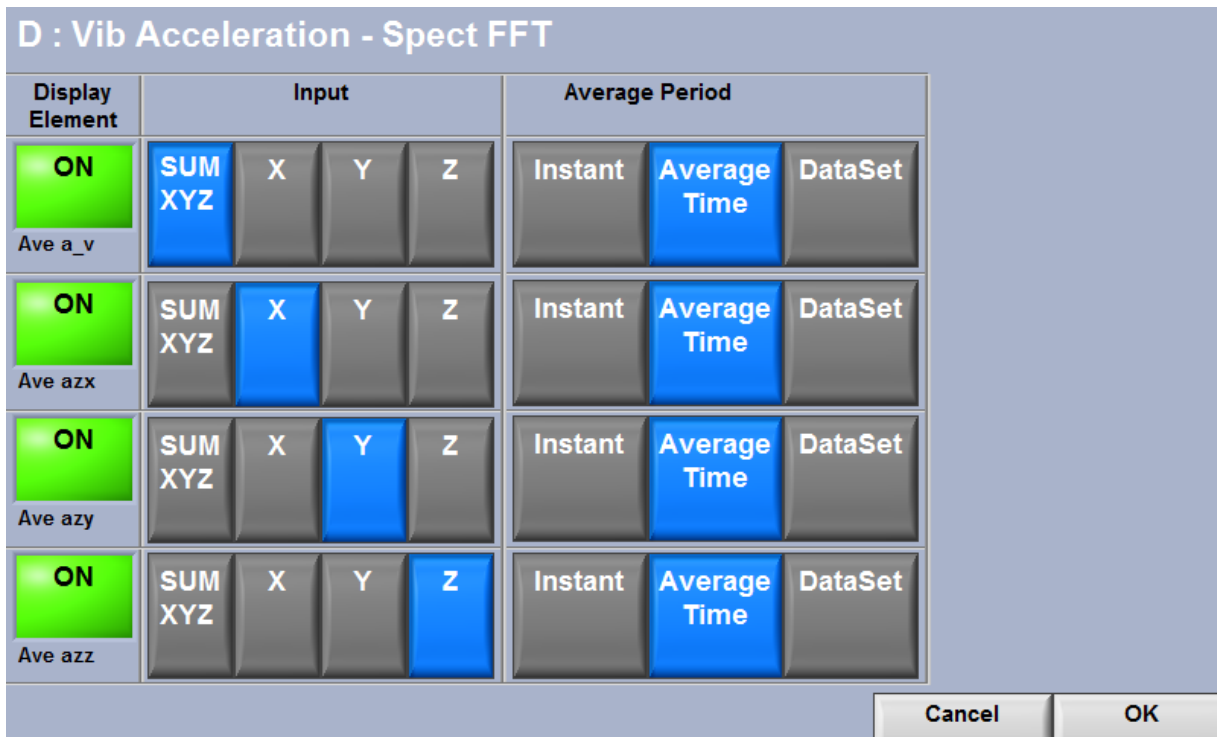 D : Vib Acceleration - Spect FFT
Display Element
Input
Average Period
ON
SUM XYZ
X
Y
Z
Instant
Average Time
DataSet
Ave a_v
ON
SUM XYZ
X
Y
Z
Instant
Average Time
DataSet
Ave azx
ON
SUM XYZ
X
Y
Z
Instant
Average Time
DataSet
Ave azy
ON
SUM XYZ
X
Y
Z
Instant
Average Time
DataSet
Ave azz
Cancel
OK